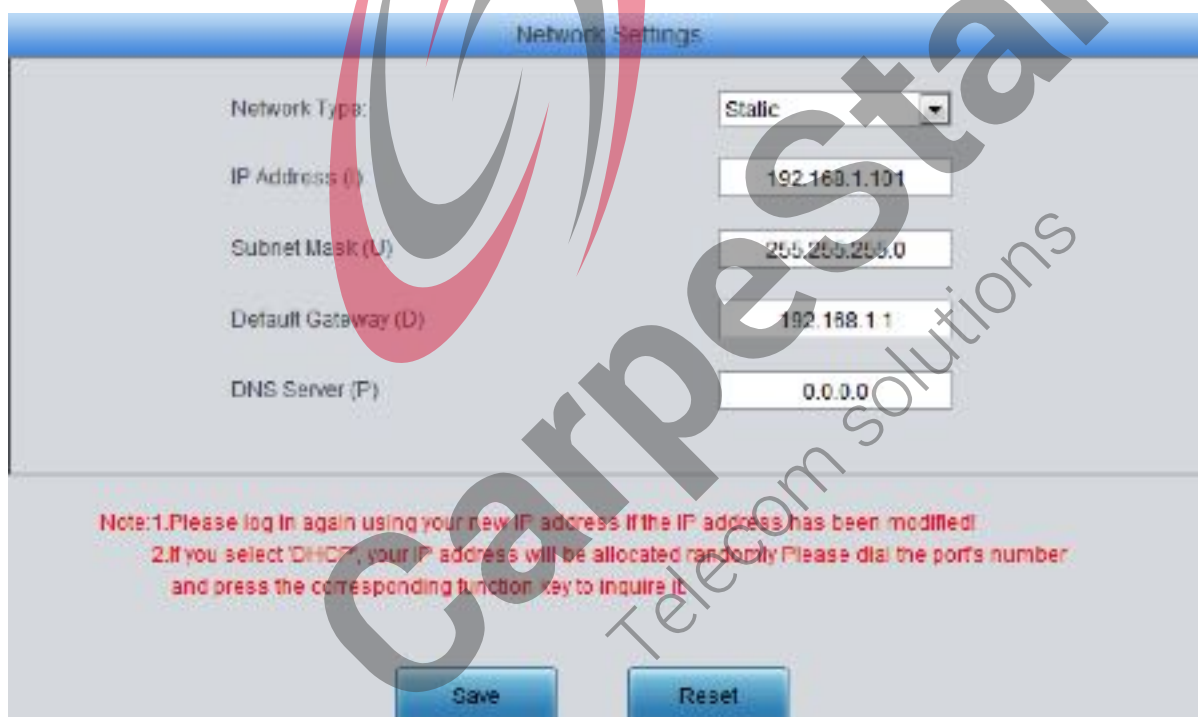 Network Settings
Network Type: Static
IP Address (I) 192.168.1.101
Subnet Mask (U) 255.255.255.0
Default Gateway (D) 192.168.1.1
DNS Server (P) 0.0.0.0
Note:1.Please log in again using your new IP address if the IP address has been modified!
2.If you select 'DHCP', your IP address will be allocated randomly Please dial the port's number
and press the corresponding function key to inquire it.
Save Reset
CarpeStar
Telecom solutions